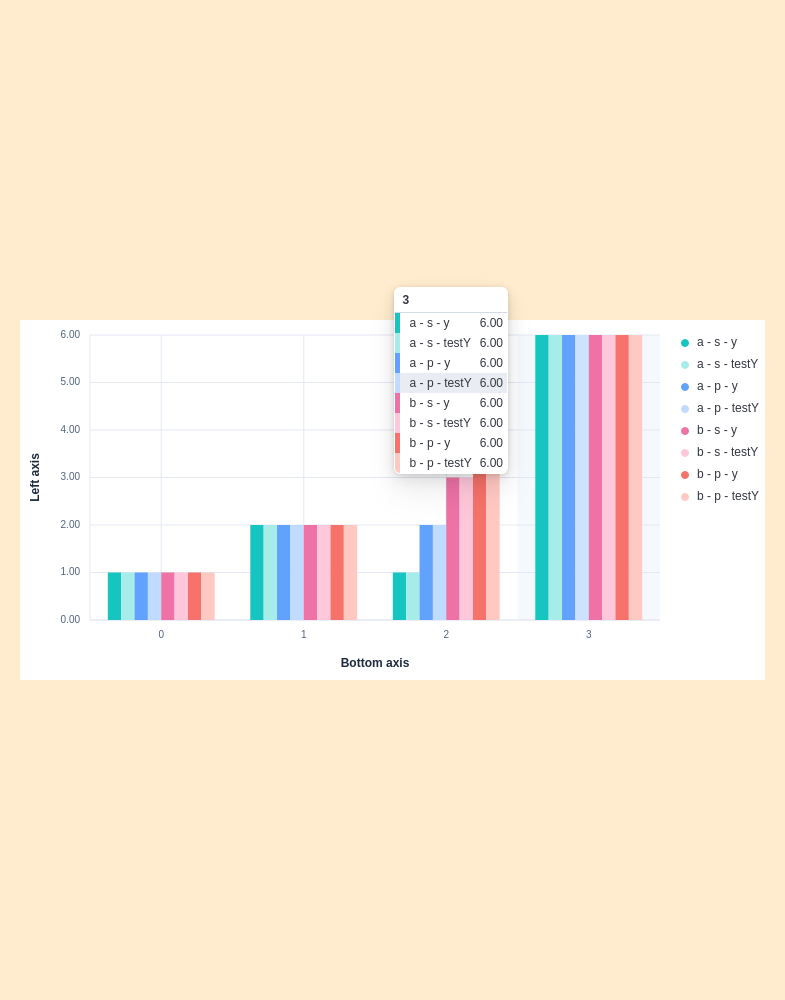 3
a - s - y 6.00
a - s - testY 6.00
a - p - y 6.00
a - p - testY 6.00
b - s - y 6.00
b - s - testY 6.00
b - p - y 6.00
b - p - testY 6.00
6.00
5.00
4.00
3.00
2.00
1.00
0.00
Left axis
0 1 2 3
Bottom axis
a - s - y
a - s - testY
a - p - y
a - p - testY
b - s - y
b - s - testY
b - p - y
b - p - testY